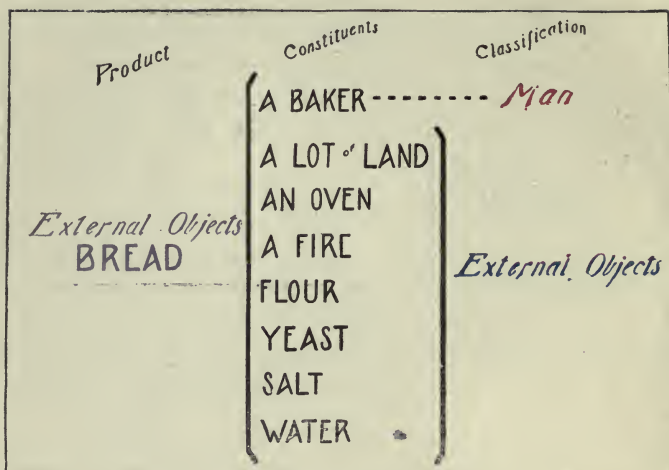 Product Constituents Classification
A BAKER -------- Man
A LOT of LAND
AN OVEN
External Objects
A FIRE
BREAD
External Objects
FLOUR
YEAST
SALT
WATER